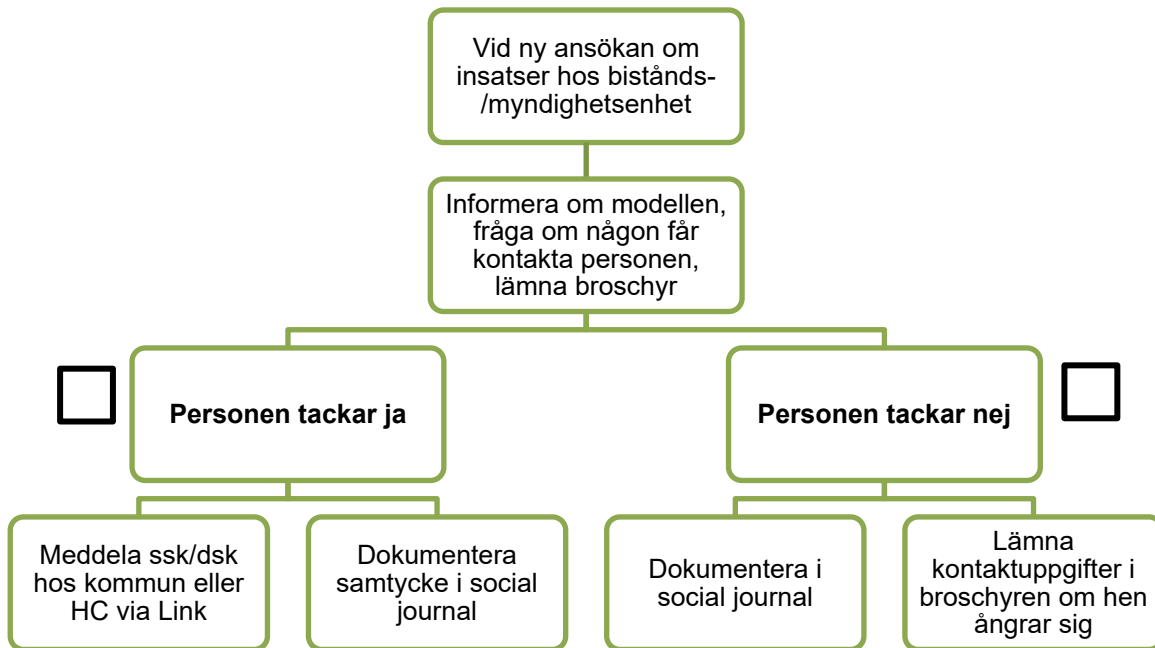 Vid ny ansökan om
insatser hos bistånds-
/myndighetsenhet
Informera om modellen,
fråga om någon får
kontakta personen,
lämna broschyr
Personen tackar ja
Personen tackar nej
Meddela ssk/dsk
hos kommun eller
HC via Link
Dokumentera
samtycke i social
journal
Dokumentera i
social journal
Lämna
kontaktuppgifter i
broschyren om hen
ångrar sig